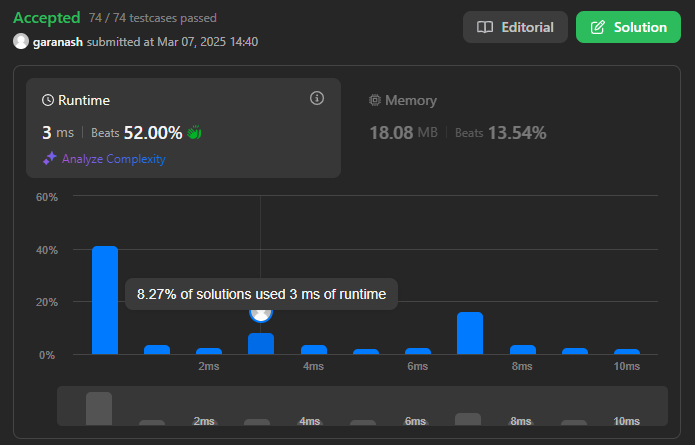 Accepted 74 / 74 testcases passed
garanash submitted at Mar 07, 2025 14:40
Editorial
Solution
Runtime
3 ms | Beats 52.00%
Analyze Complexity
Memory
18.08 MB | Beats 13.54%
60%
40%
20%
0%
8.27% of solutions used 3 ms of runtime
2ms 4ms 6ms 8ms 10ms
2ms 4ms 6ms 8ms 10ms